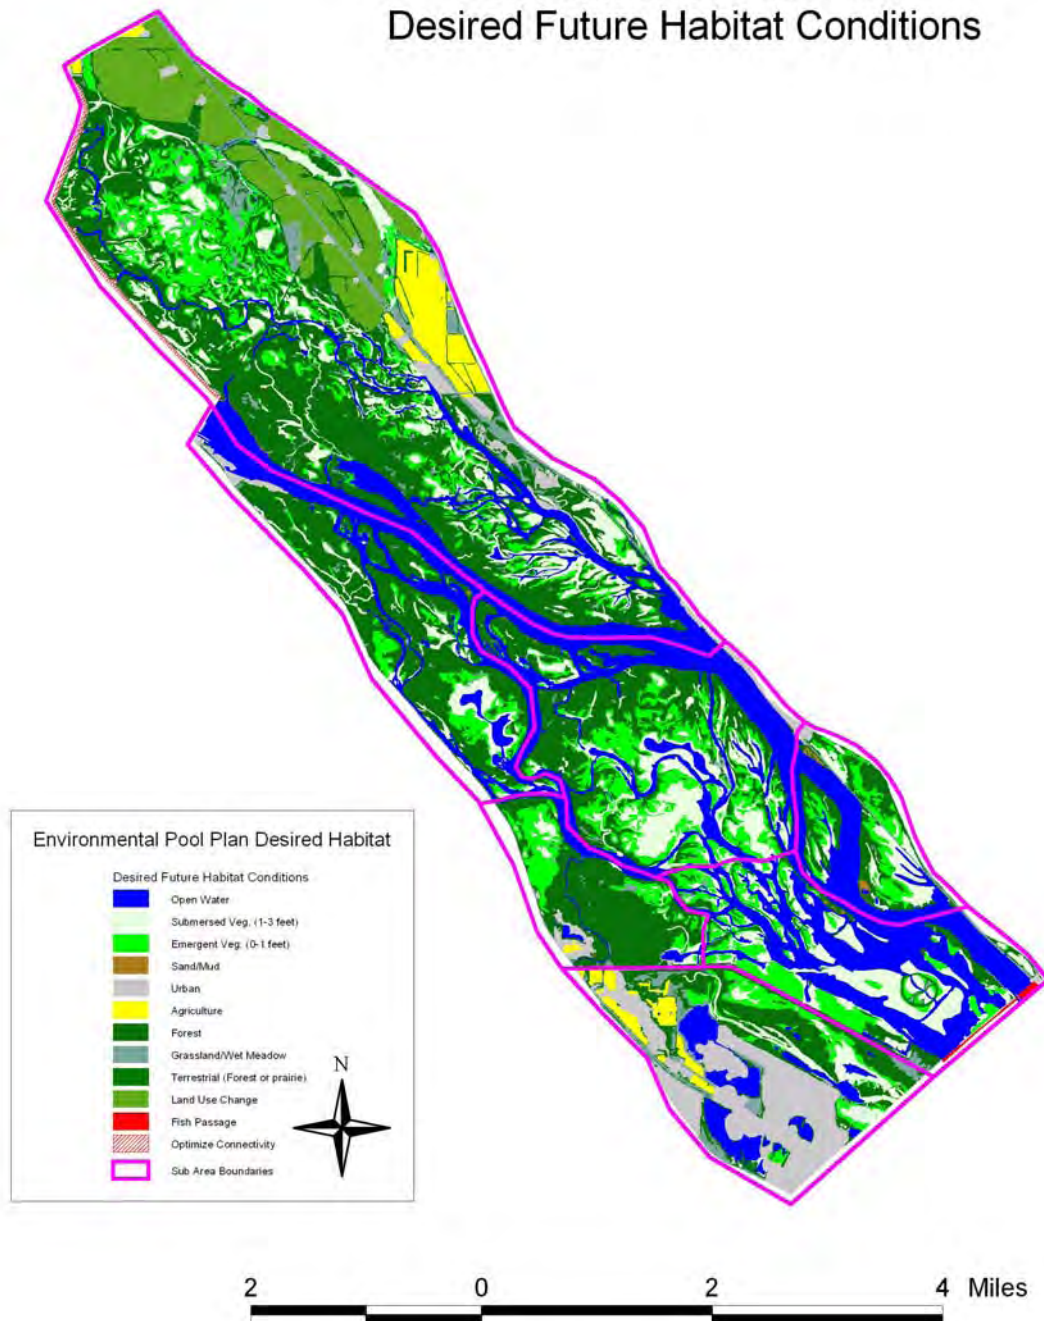 Desired Future Habitat Conditions
Environmental Pool Plan Desired Habitat
Desired Future Habitat Conditions
Open Water
Submersed Veg. (1-3 feet)
Emergent Veg. (0-1 feet)
Sand/Mud
Urban
Agriculture
Forest
Grassland/Wet Meadow
Terrestrial (Forest or prairie)
Land Use Change
Fish Passage
Optimize Connectivity
Sub Area Boundaries
N
2 0 2 4 Miles